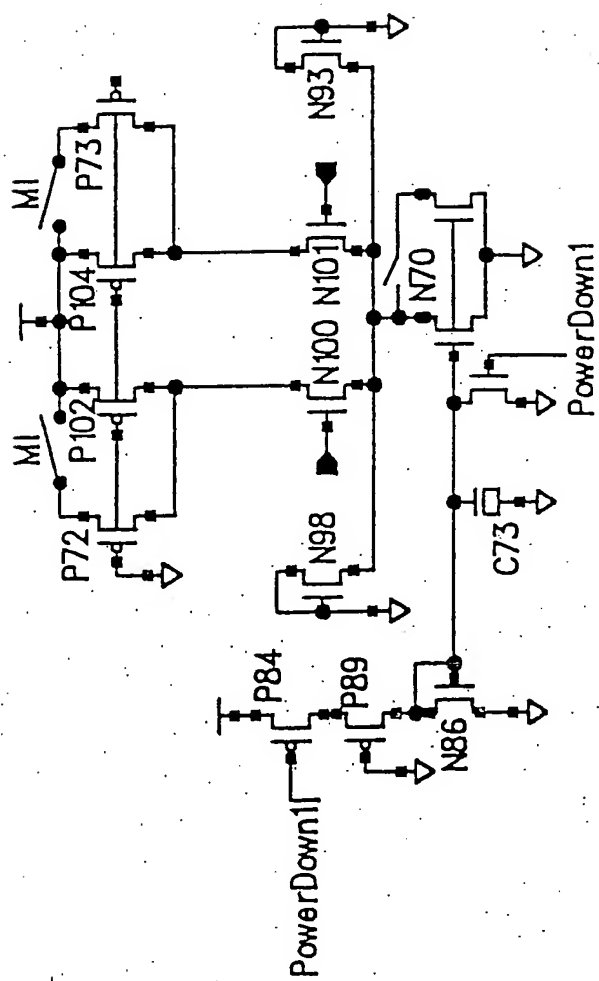 MI
MI
P72
P102
P104
P73
N98
N100
N101
N93
P84
P89
N70
PowerDown1
N86
C73
PowerDown1